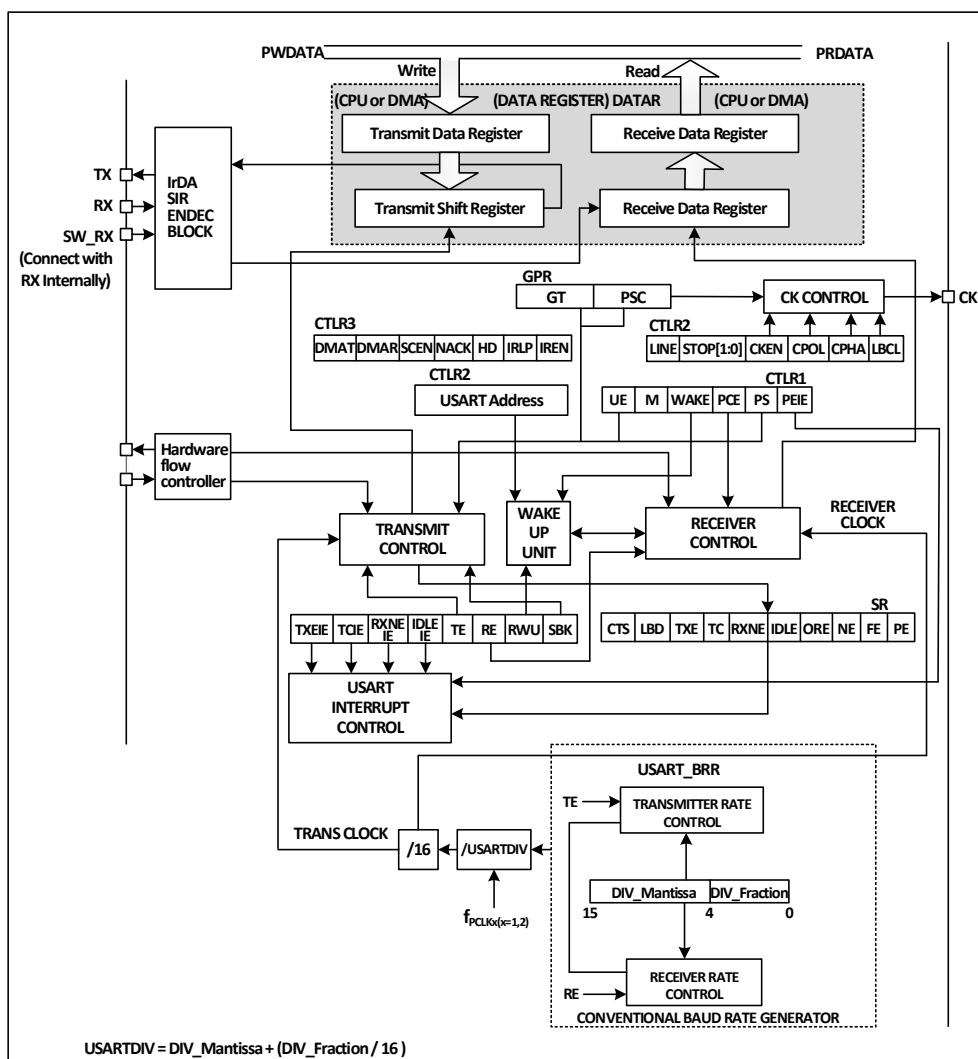 PWDATA
PRDATA
Write
Read
(CPU or DMA)
(DATA REGISTER) DATAR
(CPU or DMA)
Transmit Data Register
Receive Data Register
Transmit Shift Register
Receive Data Register
TX
RX
SW_RX
(Connect with
RX Internally)
IrDA
SIR
ENDEC
BLOCK
GPR
GT PSC
CK CONTROL
CK
CTLR3
DMAT DMAR SCEN NACK HD IRLP IREN
CTLR2
LINE STOP[1:0] CKEN CPOL CPHA LBCL
CTLR2
USART Address
CTLR1
UE M WAKE PCE PS PEIE
Hardware
flow
controller
TRANSMIT
CONTROL
WAKE
UP
UNIT
RECEIVER
CONTROL
RECEIVER
CLOCK
TXEIE TCIE RXNE
IE IDLE
IE TE RE RWU SBK
SR
CTS LBD TXE TC RXNE IDLE ORE NE FE PE
USART
INTERRUPT
CONTROL
USART_BRR
TE
TRANSMITTER RATE
CONTROL
TRANS CLOCK
/16
/USARTDIV
fPCLKx(x=1,2)
DIV_Mantissa DIV_Fraction
15 4 0
RE
RECEIVER RATE
CONTROL
CONVENTIONAL BAUD RATE GENERATOR
USARTDIV = DIV_Mantissa + (DIV_Fraction / 16 )